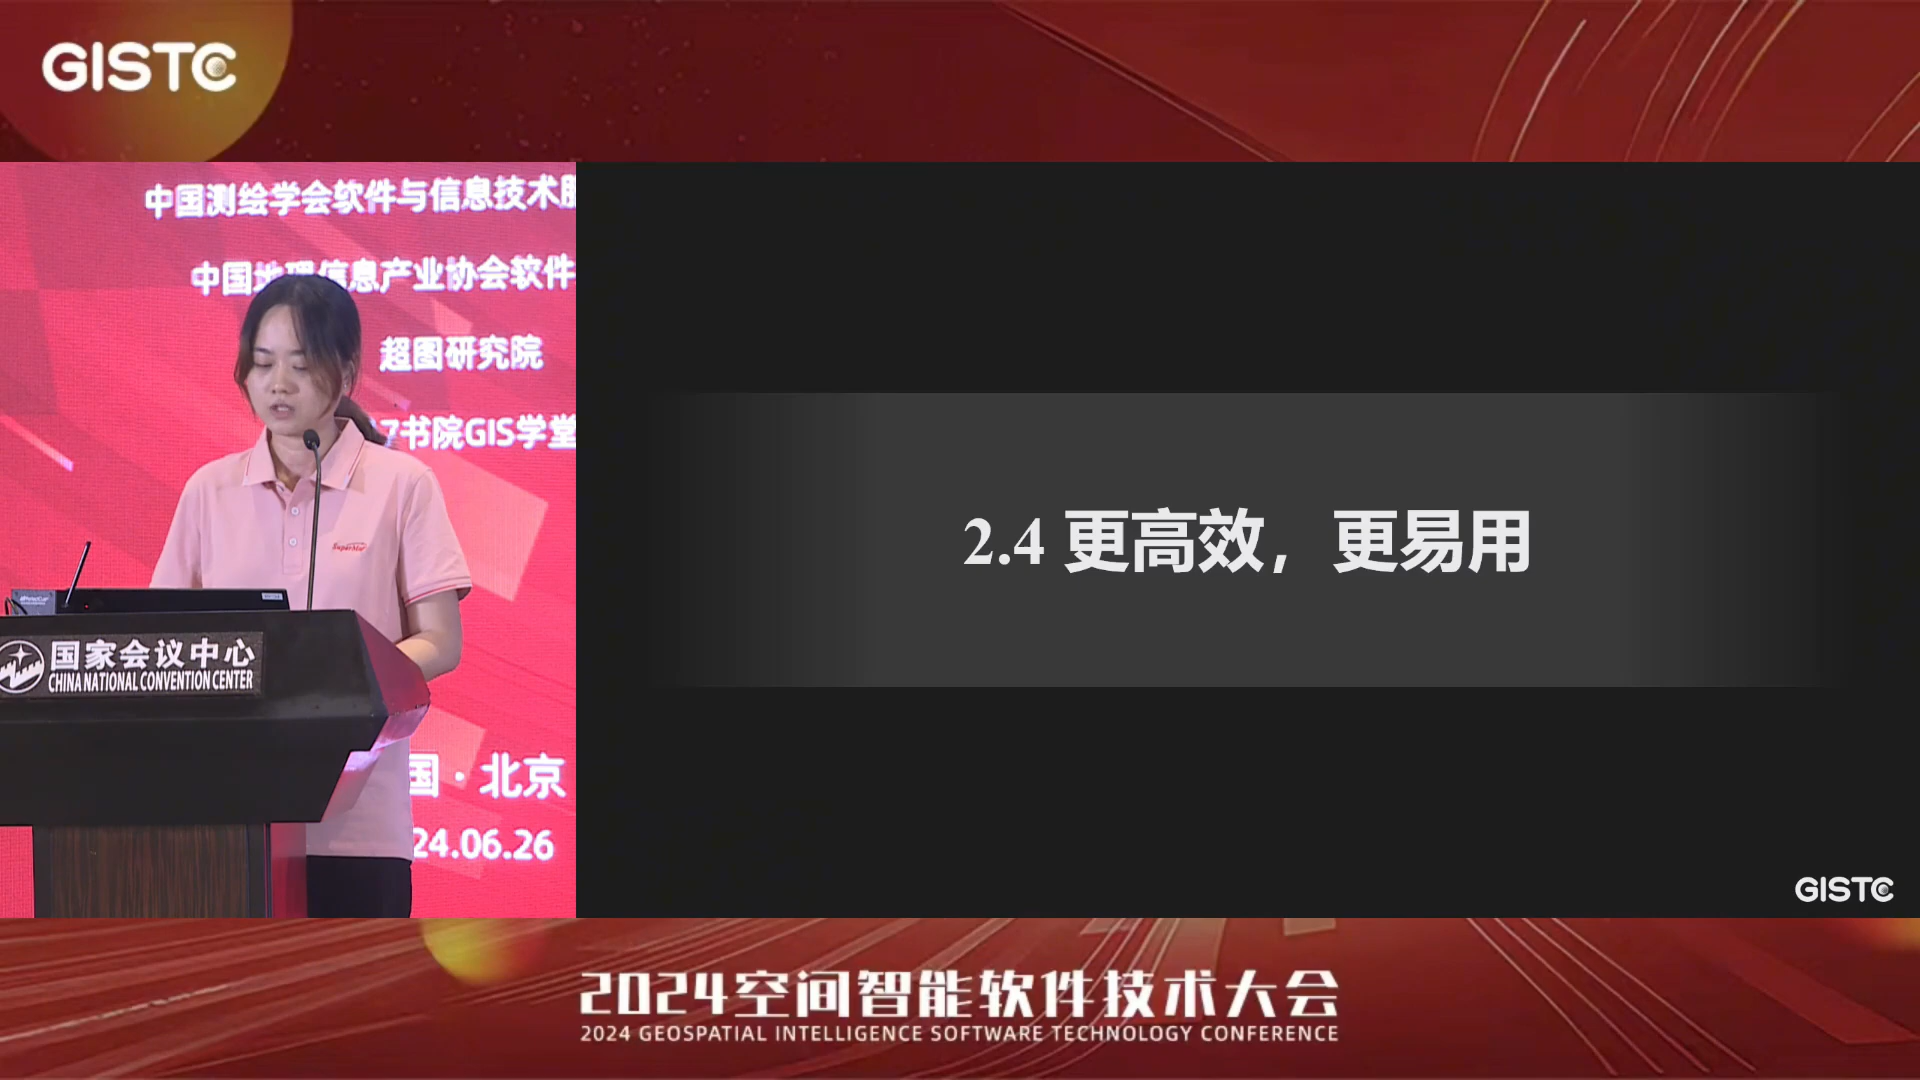 GISTC
中国测绘学会软件与信息技术
中国地理信息产业协会软件
超图研究院
7书院GIS学堂
SuperMap
国家会议中心
CHINA NATIONAL CONVENTION CENTER
国·北京
24.06.26
2.4 更高效，更易用
GISTC
2024空间智能软件技术大会
2024 GEOSPATIAL INTELLIGENCE SOFTWARE TECHNOLOGY CONFERENCE